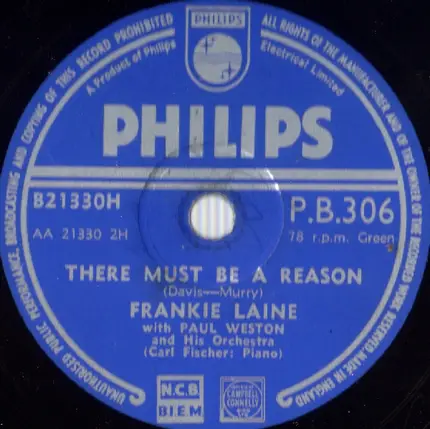 PHILIPS
A Product of Philips Electrical Limited
PHILIPS
B21330H
P.B.306
AA 21330 2H
78 r.p.m. Green
THERE MUST BE A REASON
(Davis—Murry)
FRANKIE LAINE
with PAUL WESTON
and His Orchestra
(Carl Fischer: Piano)
N.C.B
B.I.E.M
CAMPBELL
CONNELLY
ALL RIGHTS OF THE MANUFACTURER AND OF THE OWNER OF THE RECORDED WORK RESERVED MADE IN ENGLAND
UNAUTHORISED PUBLIC PERFORMANCE, BROADCASTING AND COPYING OF THIS RECORD PROHIBITED